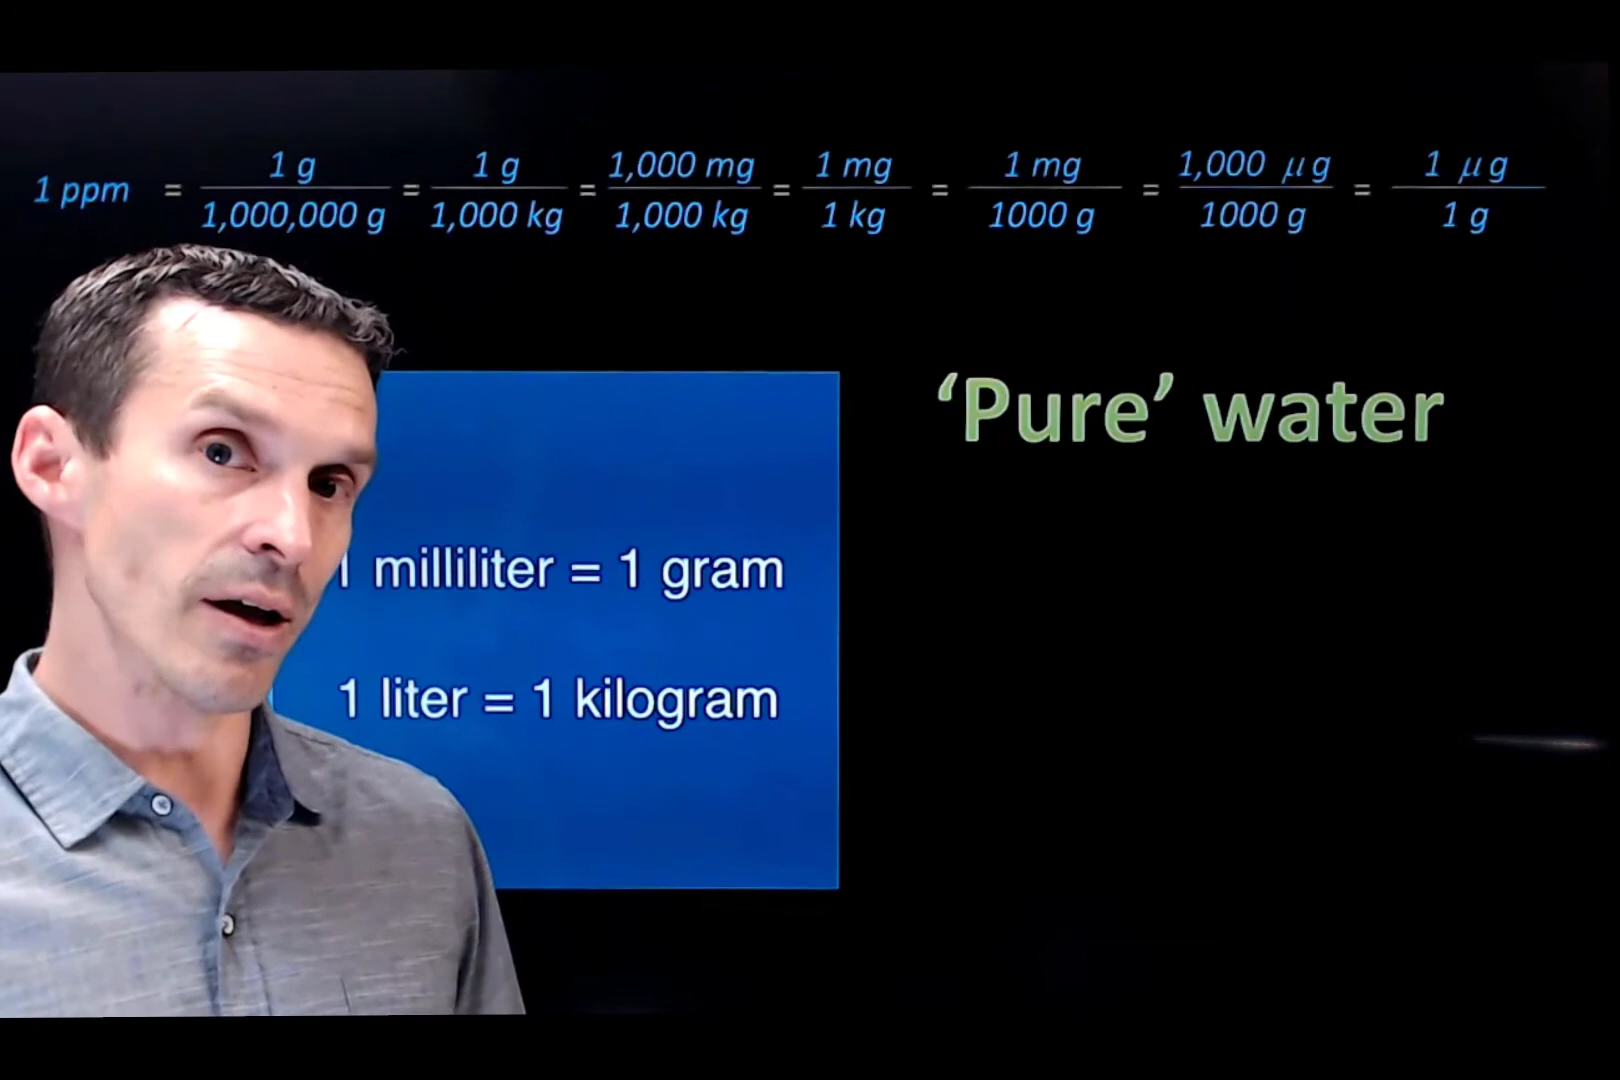 1 ppm = 1 g / 1,000,000 g = 1 g / 1,000 kg = 1,000 mg / 1,000 kg = 1 mg / 1 kg = 1 mg / 1000 g = 1,000 μg / 1000 g = 1 μg / 1 g
‘Pure’ water
1 milliliter = 1 gram
1 liter = 1 kilogram